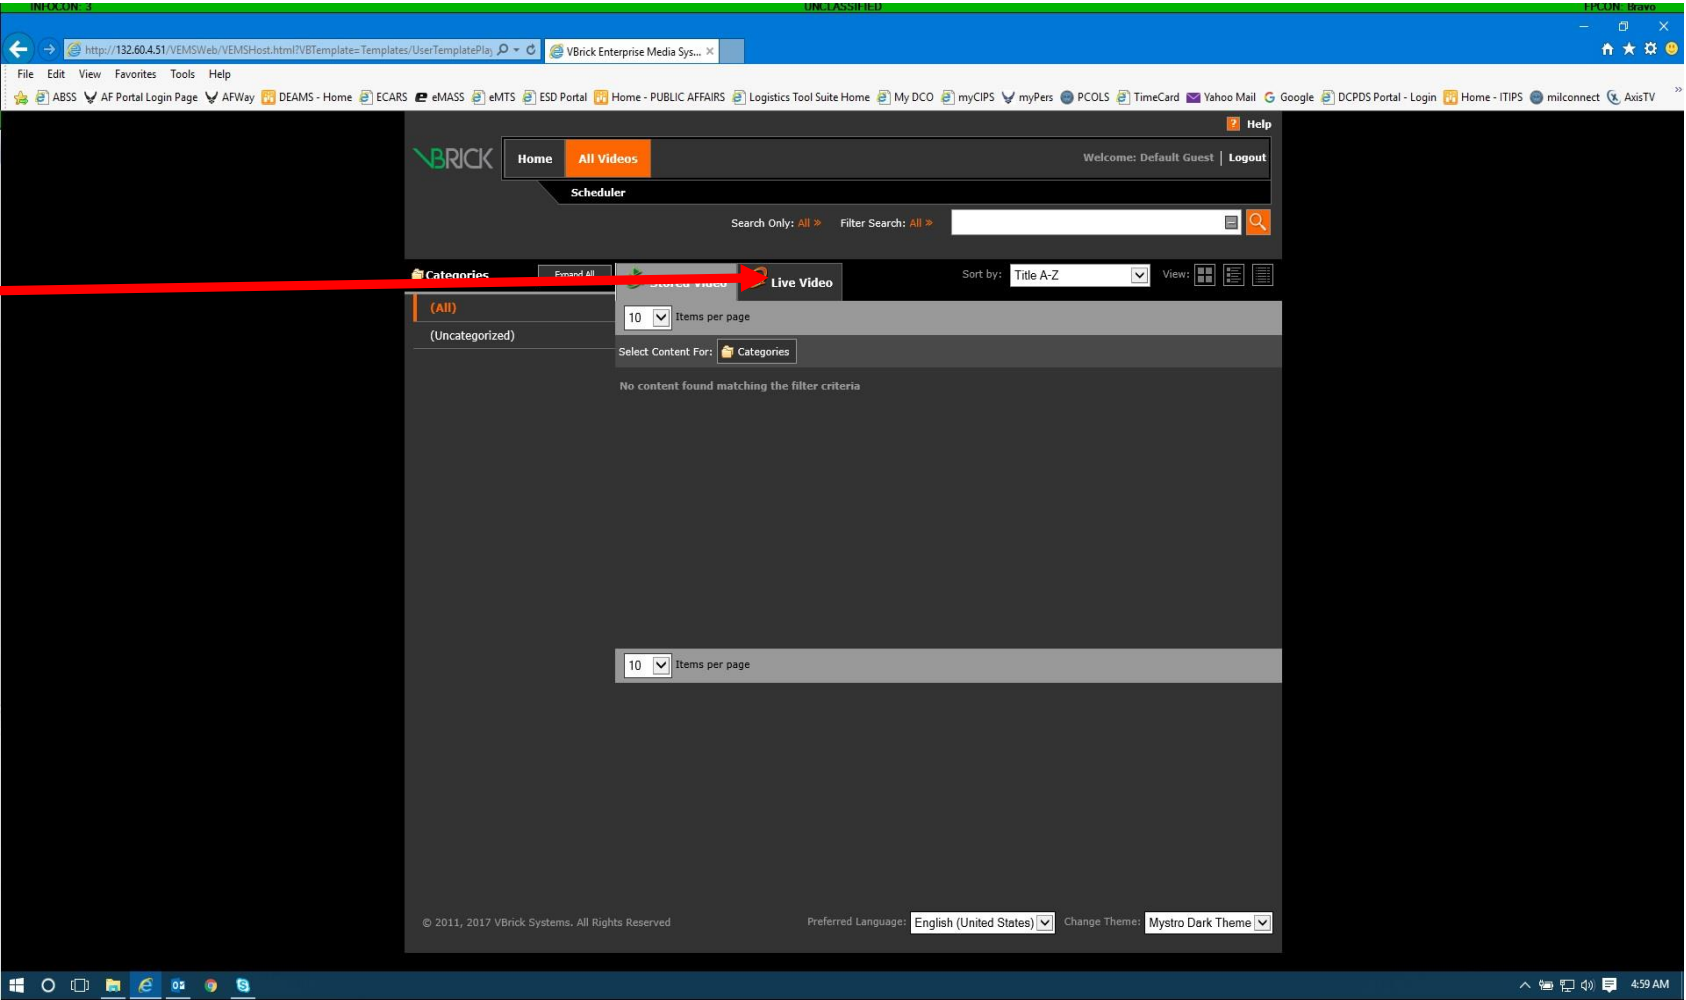 INFOCON: 3 UNCLASSIFIED FPCON: Bravo
http://132.60.4.51/VEMSWeb/VEMSHost.html?VBTemplate=Templates/UserTemplatePla VBrick Enterprise Media Sys...
File Edit View Favorites Tools Help
ABSS AF Portal Login Page AFWay DEAMS - Home ECARS eMASS eMTS ESD Portal Home - PUBLIC AFFAIRS Logistics Tool Suite Home My DCO myCIPS myPers PCOLS TimeCard Yahoo Mail Google DCPDS Portal - Login Home - ITIPS milconnect AxisTV
? Help
VBRICK Home All Videos Welcome: Default Guest | Logout
Scheduler
Search Only: All » Filter Search: All »
Categories Expand All Stored Video Live Video Sort by: Title A-Z View:
(All)
10 Items per page
(Uncategorized)
Select Content For: Categories
No content found matching the filter criteria
10 Items per page
© 2011, 2017 VBrick Systems. All Rights Reserved Preferred Language: English (United States) Change Theme: Mystro Dark Theme
4:59 AM